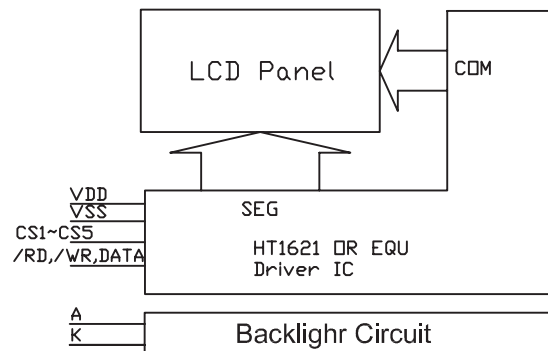 LCD Panel
COM
VDD
VSS
SEG
CS1~CS5
HT1621 OR EQU
/RD,/WR,DATA
Driver IC
A
K
Backlighr Circuit